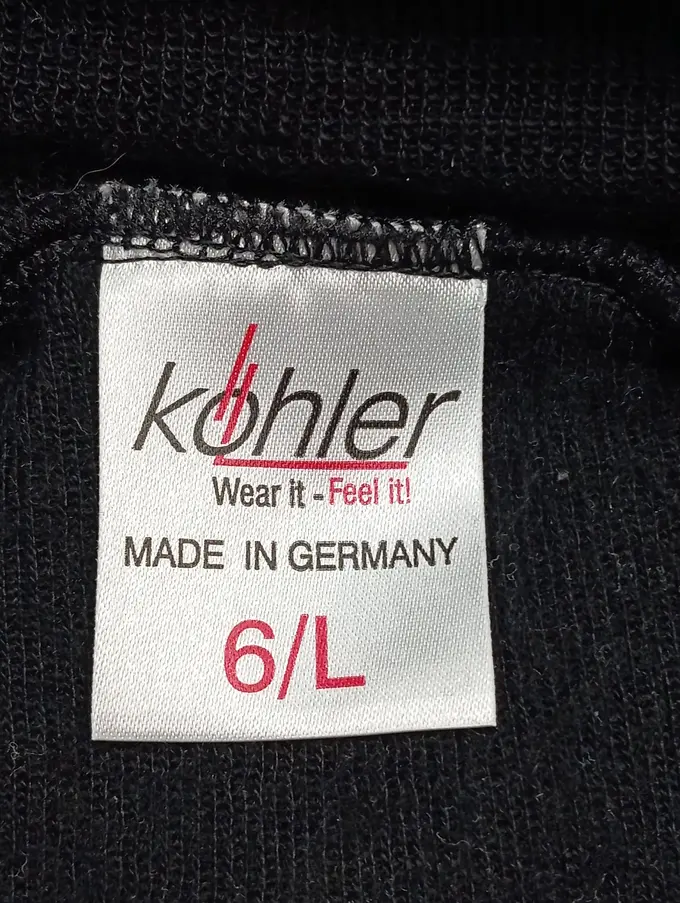 köhler
Wear it - Feel it!
MADE IN GERMANY
6/L